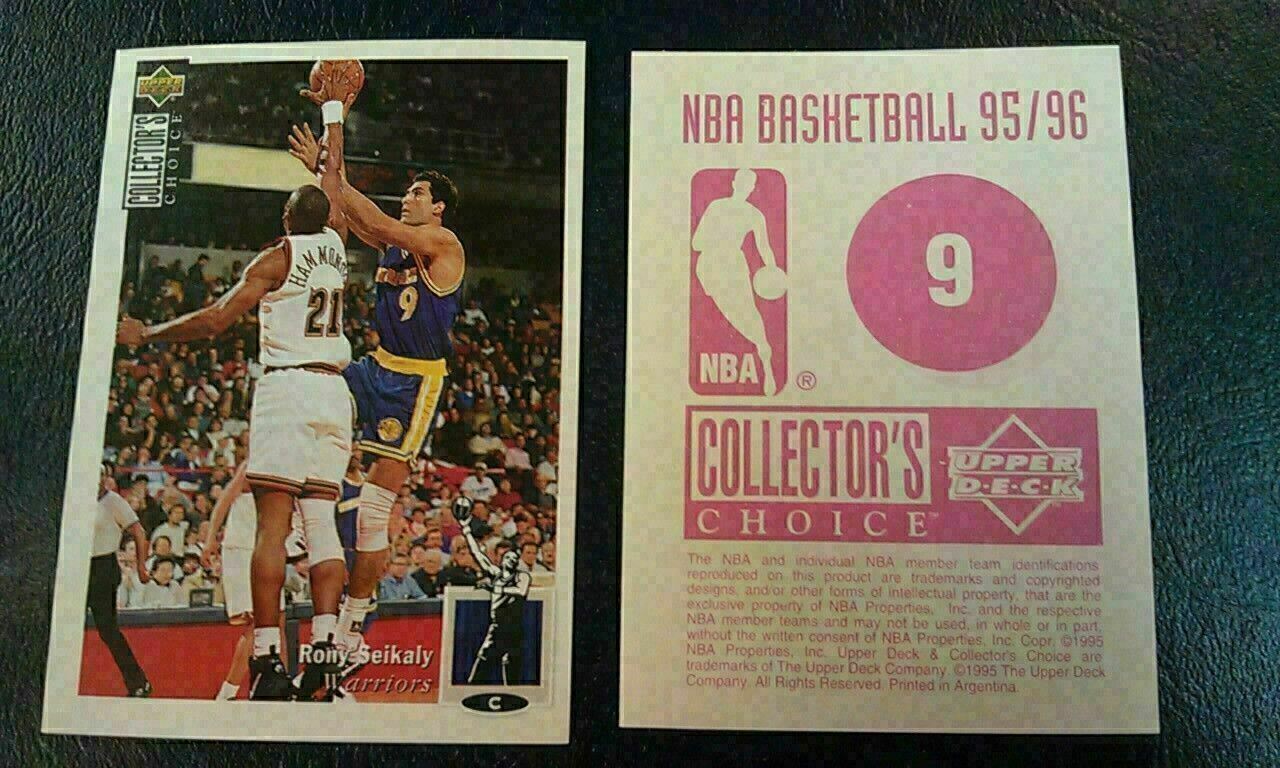 UPPER
DECK
COLLECTOR'S
CHOICE
HAMMONDS
21
9
Rony Seikaly
Warriors
C
NBA BASKETBALL 95/96
9
NBA
®
COLLECTOR'S
CHOICE™
UPPER
D·E·C·K
The NBA and individual NBA member team identifications
reproduced on this product are trademarks and copyrighted
designs, and/or other forms of intellectual property, that are the
exclusive property of NBA Properties, Inc. and the respective
NBA member teams and may not be used, in whole or in part,
without the written consent of NBA Properties, Inc. Copr. ©1995
NBA Properties, Inc. Upper Deck & Collector's Choice are
trademarks of The Upper Deck Company. ©1995 The Upper Deck
Company. All Rights Reserved. Printed in Argentina.